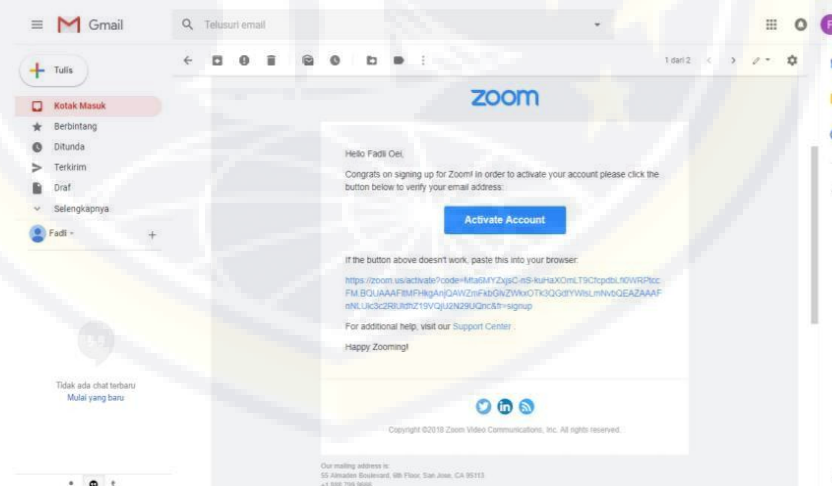 Gmail
Telusuri email
Tulis
1 dari 2
Kotak Masuk
Berbintang
Ditunda
Terkirim
Draf
Selengkapnya
Fadli
Tidak ada chat terbaru
Mulai yang baru
zoom
Hello Fadli Oei,
Congrats on signing up for Zoom! In order to activate your account please click the
button below to verify your email address:
Activate Account
If the button above doesn't work, paste this into your browser:
For additional help, visit our Support Center .
Happy Zooming!
Copyright ©2018 Zoom Video Communications, Inc. All rights reserved.
Our mailing address is:
55 Almaden Boulevard, 6th Floor, San Jose, CA 95113